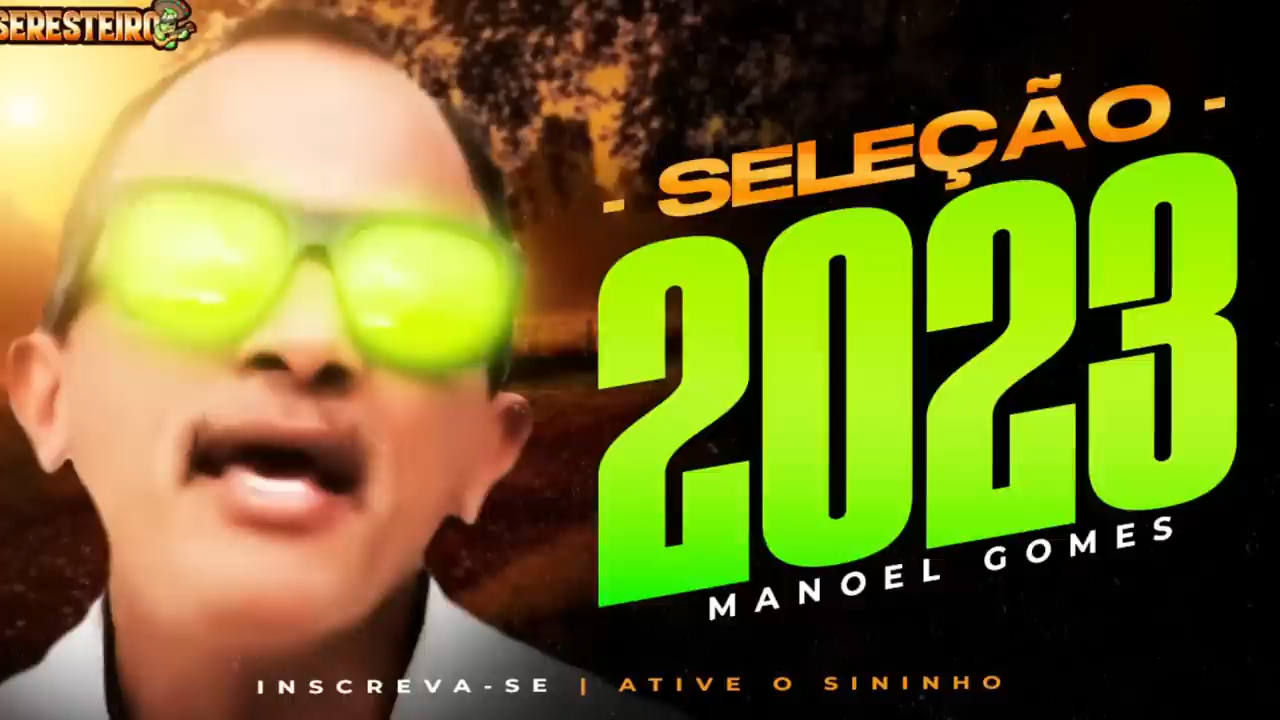 SERESTEIRO
- SELEÇÃO -
2023
MANOEL GOMES
INSCREVA-SE | ATIVE O SININHO